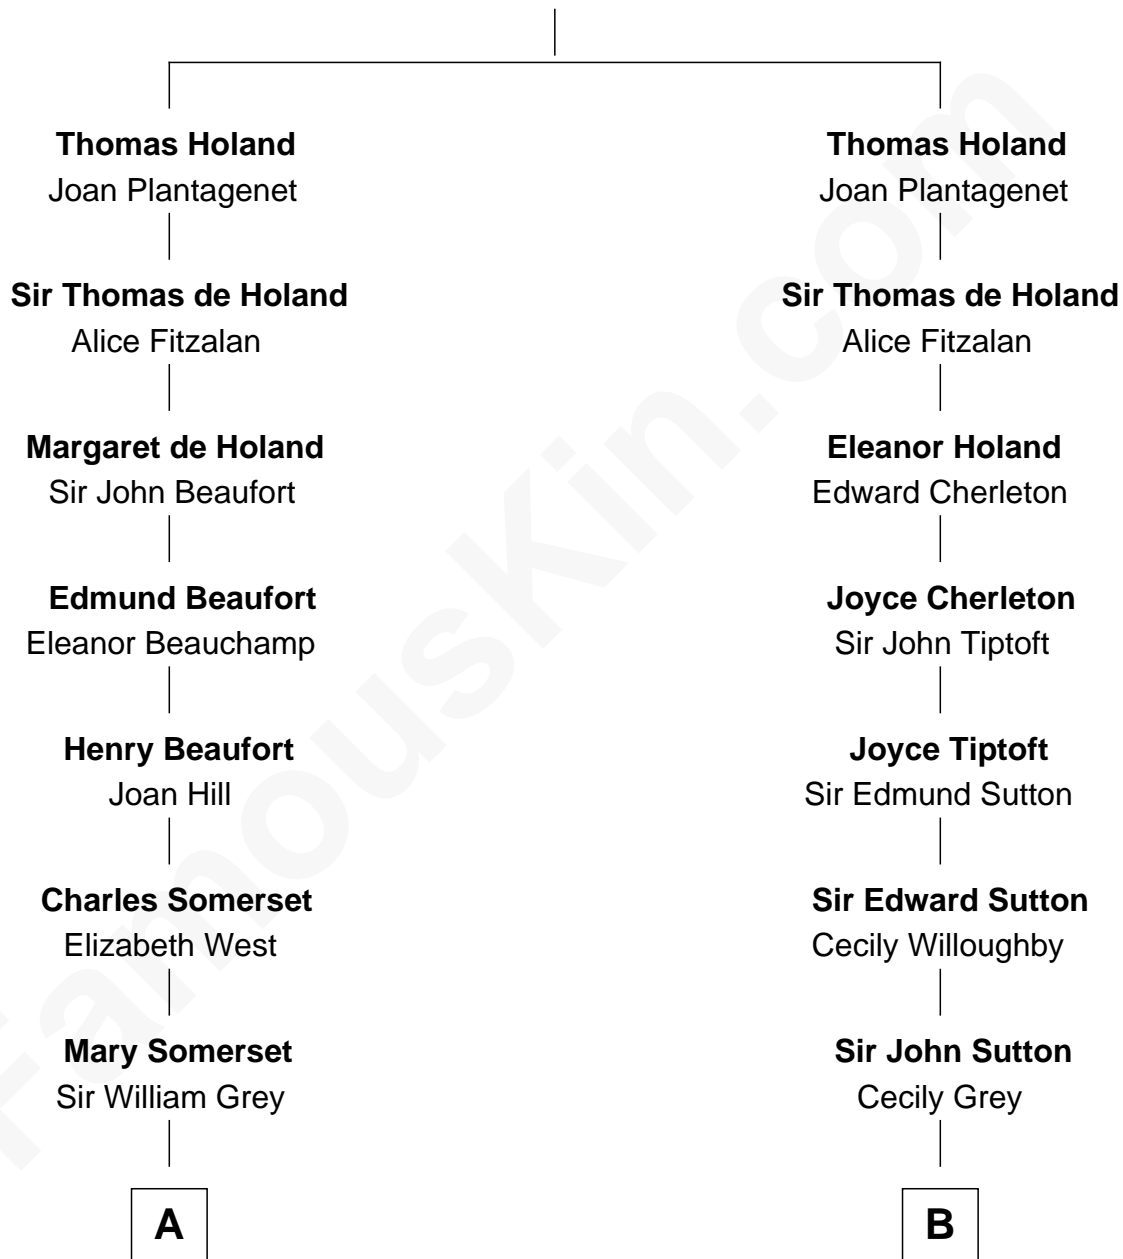 Thomas Holand
Joan Plantagenet
Sir Thomas de Holand
Alice Fitzalan
Margaret de Holand
Sir John Beaufort
Edmund Beaufort
Eleanor Beauchamp
Henry Beaufort
Joan Hill
Charles Somerset
Elizabeth West
Mary Somerset
Sir William Grey
A
Thomas Holand
Joan Plantagenet
Sir Thomas de Holand
Alice Fitzalan
Eleanor Holand
Edward Cherleton
Joyce Cherleton
Sir John Tiptoft
Joyce Tiptoft
Sir Edmund Sutton
Sir Edward Sutton
Cecily Willoughby
Sir John Sutton
Cecily Grey
B
FamousKin.com